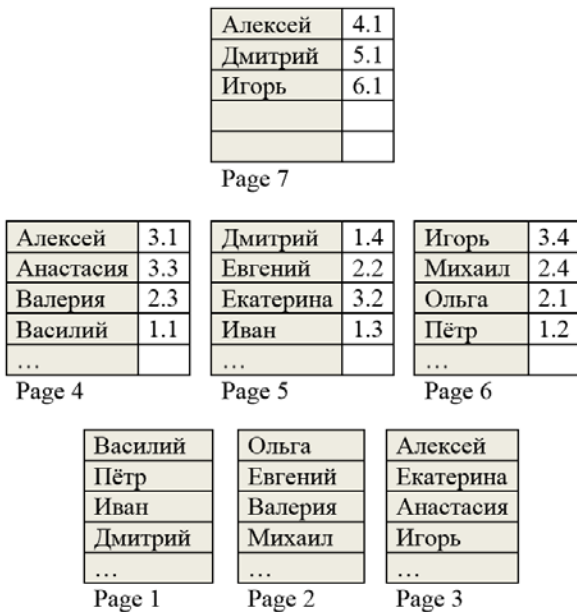 Алексей 4.1
Дмитрий 5.1
Игорь 6.1
Page 7
Алексей 3.1
Анастасия 3.3
Валерия 2.3
Василий 1.1
…
Page 4
Дмитрий 1.4
Евгений 2.2
Екатерина 3.2
Иван 1.3
…
Page 5
Игорь 3.4
Михаил 2.4
Ольга 2.1
Пётр 1.2
…
Page 6
Василий
Пётр
Иван
Дмитрий
…
Page 1
Ольга
Евгений
Валерия
Михаил
…
Page 2
Алексей
Екатерина
Анастасия
Игорь
…
Page 3